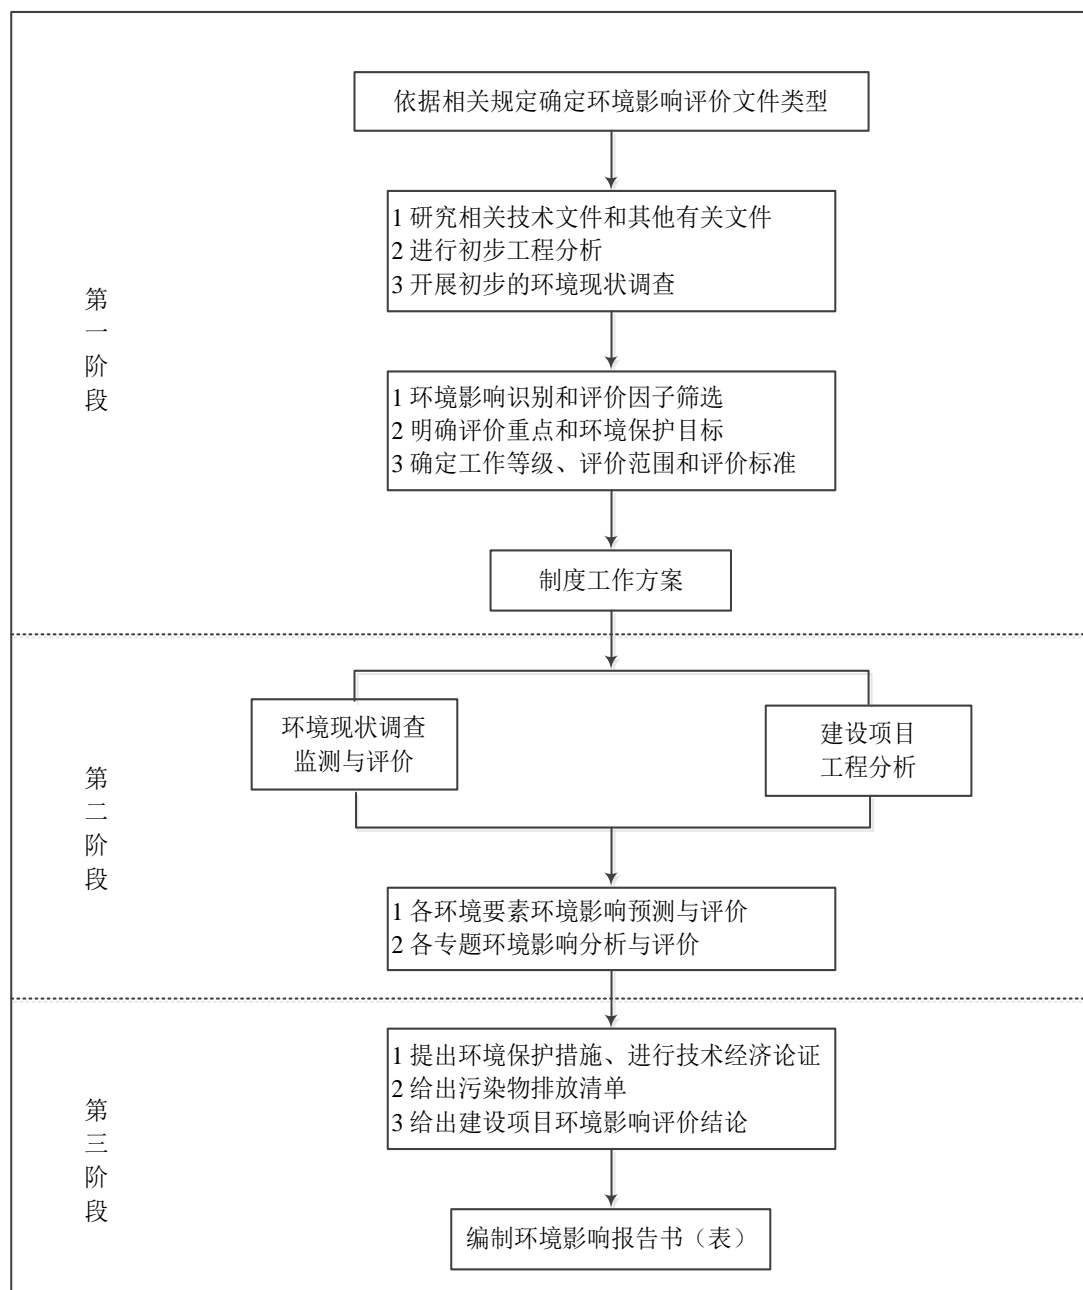 依据相关规定确定环境影响评价文件类型
1 研究相关技术文件和其他有关文件
2 进行初步工程分析
3 开展初步的环境现状调查
第一阶段
1 环境影响识别和评价因子筛选
2 明确评价重点和环境保护目标
3 确定工作等级、评价范围和评价标准
制度工作方案
环境现状调查
监测与评价
建设项目
工程分析
第二阶段
1 各环境要素环境影响预测与评价
2 各专题环境影响分析与评价
1 提出环境保护措施、进行技术经济论证
2 给出污染物排放清单
3 给出建设项目环境影响评价结论
第三阶段
编制环境影响报告书（表）